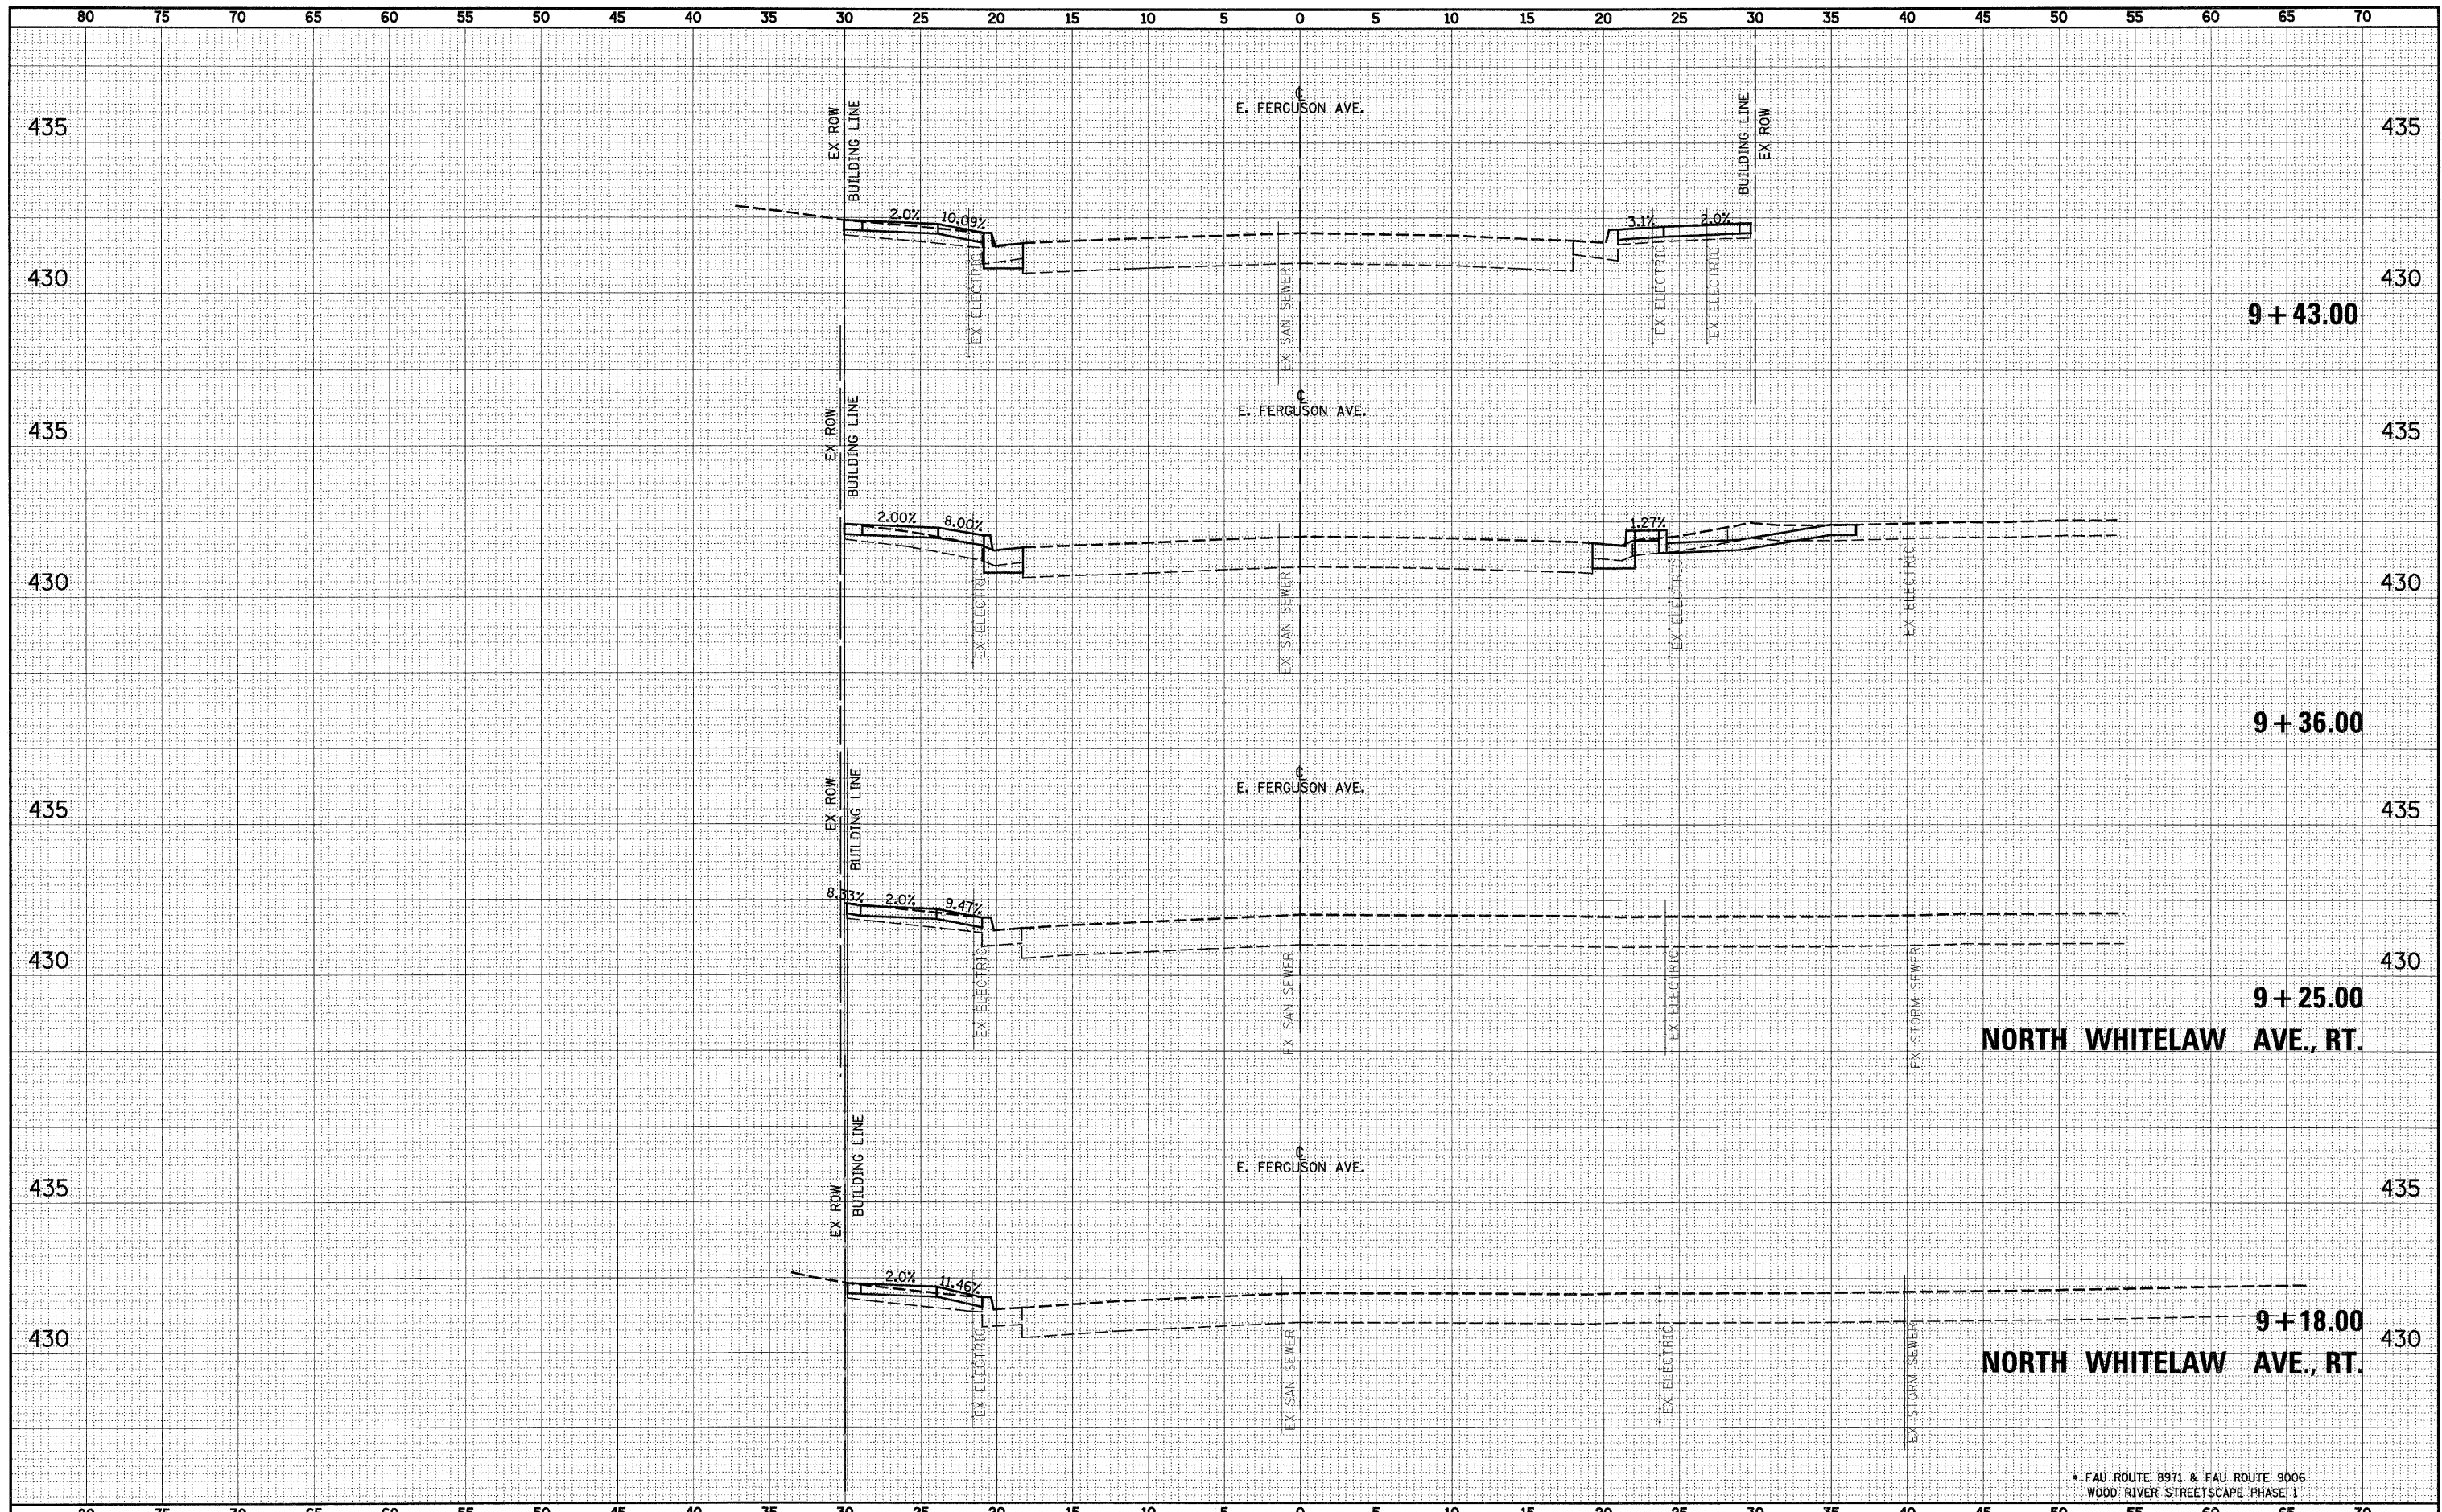 80 75 70 65 60 55 50 45 40 35 30 25 20 15 10 5 0 5 10 15 20 25 30 35 40 45 50 55 60 65 70
℄
E. FERGUSON AVE.
EX ROW
BUILDING LINE
BUILDING LINE
EX ROW
435
435
2.0%
10.09%
3.1%
2.0%
430
430
EX ELECTRIC
EX SAN SEWER
EX ELECTRIC
EX ELECTRIC
9+43.00
℄
E. FERGUSON AVE.
EX ROW
BUILDING LINE
435
435
2.00%
8.00%
1.27%
430
430
EX ELECTRIC
EX SAN SEWER
EX ELECTRIC
EX ELECTRIC
9+36.00
℄
E. FERGUSON AVE.
EX ROW
BUILDING LINE
435
435
8.33%
2.0%
9.47%
430
430
EX ELECTRIC
EX SAN SEWER
EX ELECTRIC
EX STORM SEWER
9+25.00
NORTH WHITELAW AVE., RT.
℄
E. FERGUSON AVE.
EX ROW
BUILDING LINE
435
435
2.0%
11.46%
430
430
EX ELECTRIC
EX SAN SEWER
EX ELECTRIC
EX STORM SEWER
9+18.00
NORTH WHITELAW AVE., RT.
* FAU ROUTE 8971 & FAU ROUTE 9006
WOOD RIVER STREETSCAPE PHASE 1